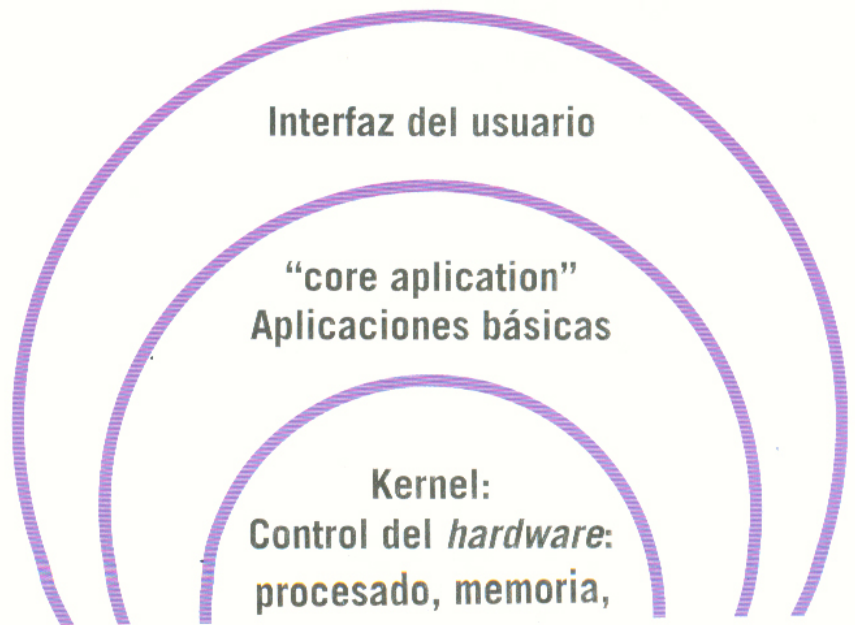 Interfaz del usuario
“core aplication”
Aplicaciones básicas
Kernel:
Control del hardware:
procesado, memoria,